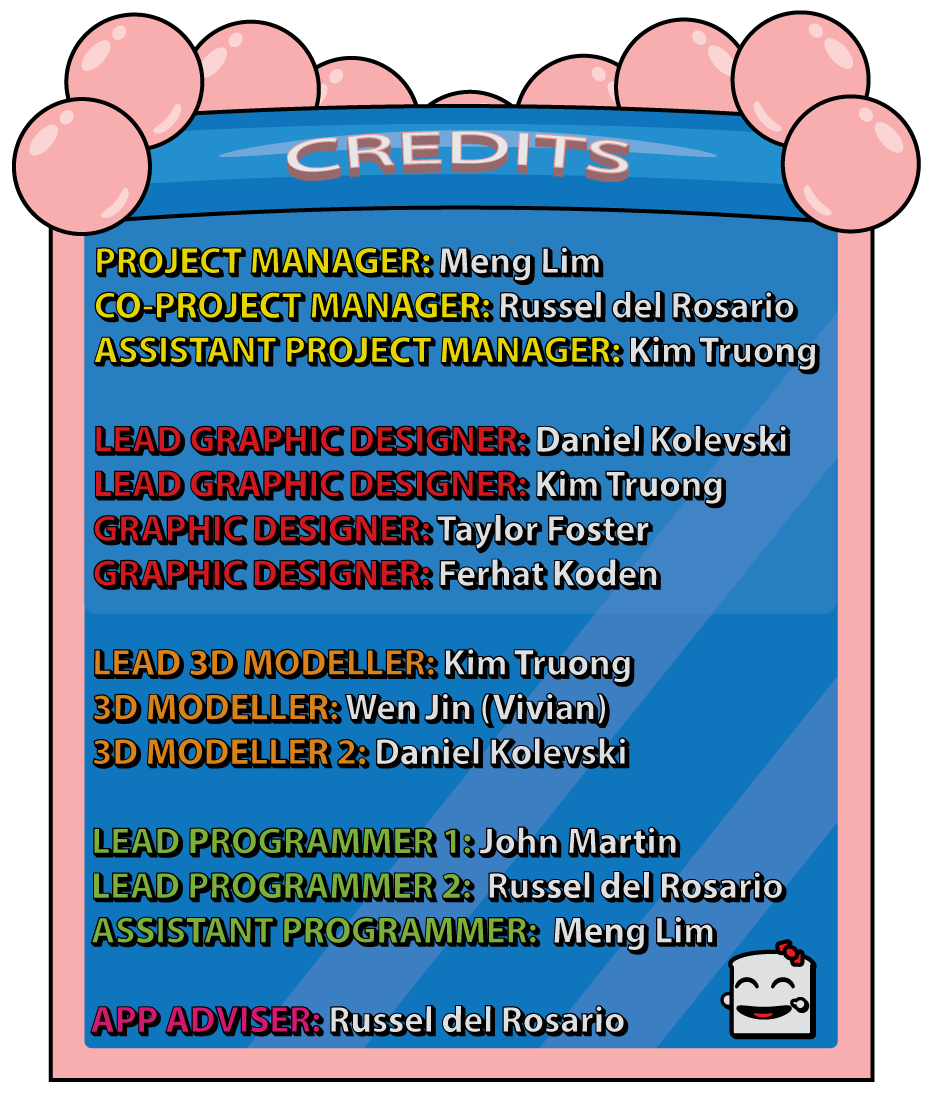 CREDITS
PROJECT MANAGER: Meng Lim
CO-PROJECT MANAGER: Russel del Rosario
ASSISTANT PROJECT MANAGER: Kim Truong
LEAD GRAPHIC DESIGNER: Daniel Kolevski
LEAD GRAPHIC DESIGNER: Kim Truong
GRAPHIC DESIGNER: Taylor Foster
GRAPHIC DESIGNER: Ferhat Koden
LEAD 3D MODELLER: Kim Truong
3D MODELLER: Wen Jin (Vivian)
3D MODELLER 2: Daniel Kolevski
LEAD PROGRAMMER 1: John Martin
LEAD PROGRAMMER 2: Russel del Rosario
ASSISTANT PROGRAMMER: Meng Lim
APP ADVISER: Russel del Rosario